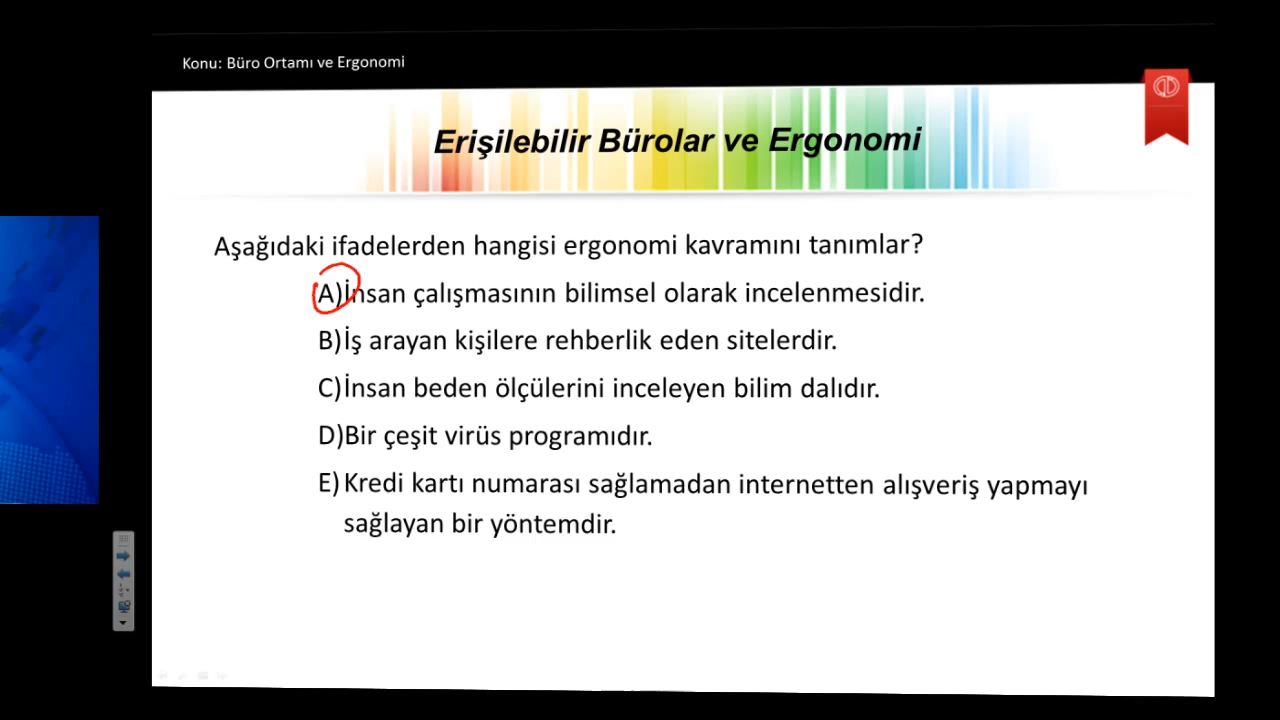 Konu: Büro Ortamı ve Ergonomi
Erişilebilir Bürolar ve Ergonomi
Aşağıdaki ifadelerden hangisi ergonomi kavramını tanımlar?
A)İnsan çalışmasının bilimsel olarak incelenmesidir.
B)İş arayan kişilere rehberlik eden sitelerdir.
C)İnsan beden ölçülerini inceleyen bilim dalıdır.
D)Bir çeşit virüs programıdır.
E)Kredi kartı numarası sağlamadan internetten alışveriş yapmayı
sağlayan bir yöntemdir.